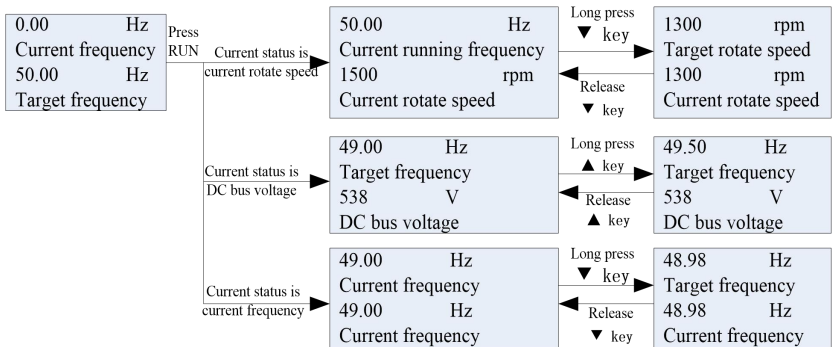 0.00 Hz
Current frequency
50.00 Hz
Target frequency
Press
RUN
Current status is
current rotate speed
50.00 Hz
Current running frequency
1500 rpm
Current rotate speed
Long press
▼ key
Release
▼ key
1300 rpm
Target rotate speed
1300 rpm
Current rotate speed
Current status is
DC bus voltage
49.00 Hz
Target frequency
538 V
DC bus voltage
Long press
▲ key
Release
▲ key
49.50 Hz
Target frequency
538 V
DC bus voltage
Current status is
current frequency
49.00 Hz
Current frequency
49.00 Hz
Current frequency
Long press
▼ key
Release
▼ key
48.98 Hz
Target frequency
48.98 Hz
Current frequency